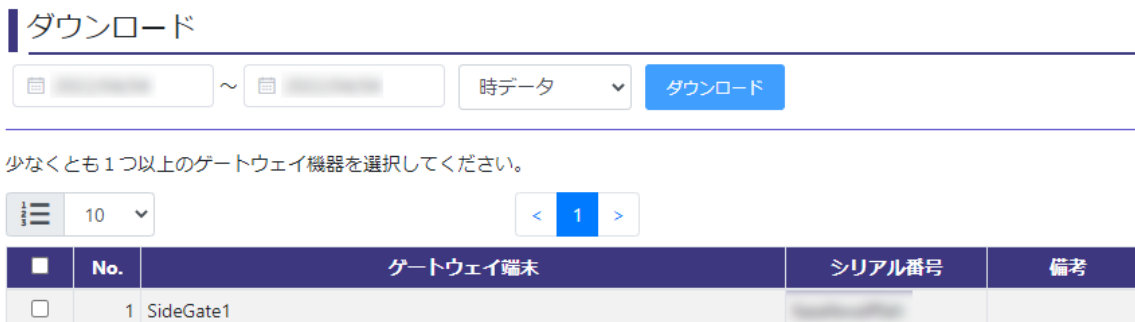 ダウンロード
～ 時データ ダウンロード
少なくとも１つ以上のゲートウェイ機器を選択してください。
10 < 1 >
No. ゲートウェイ端末 シリアル番号 備考
1 SideGate1